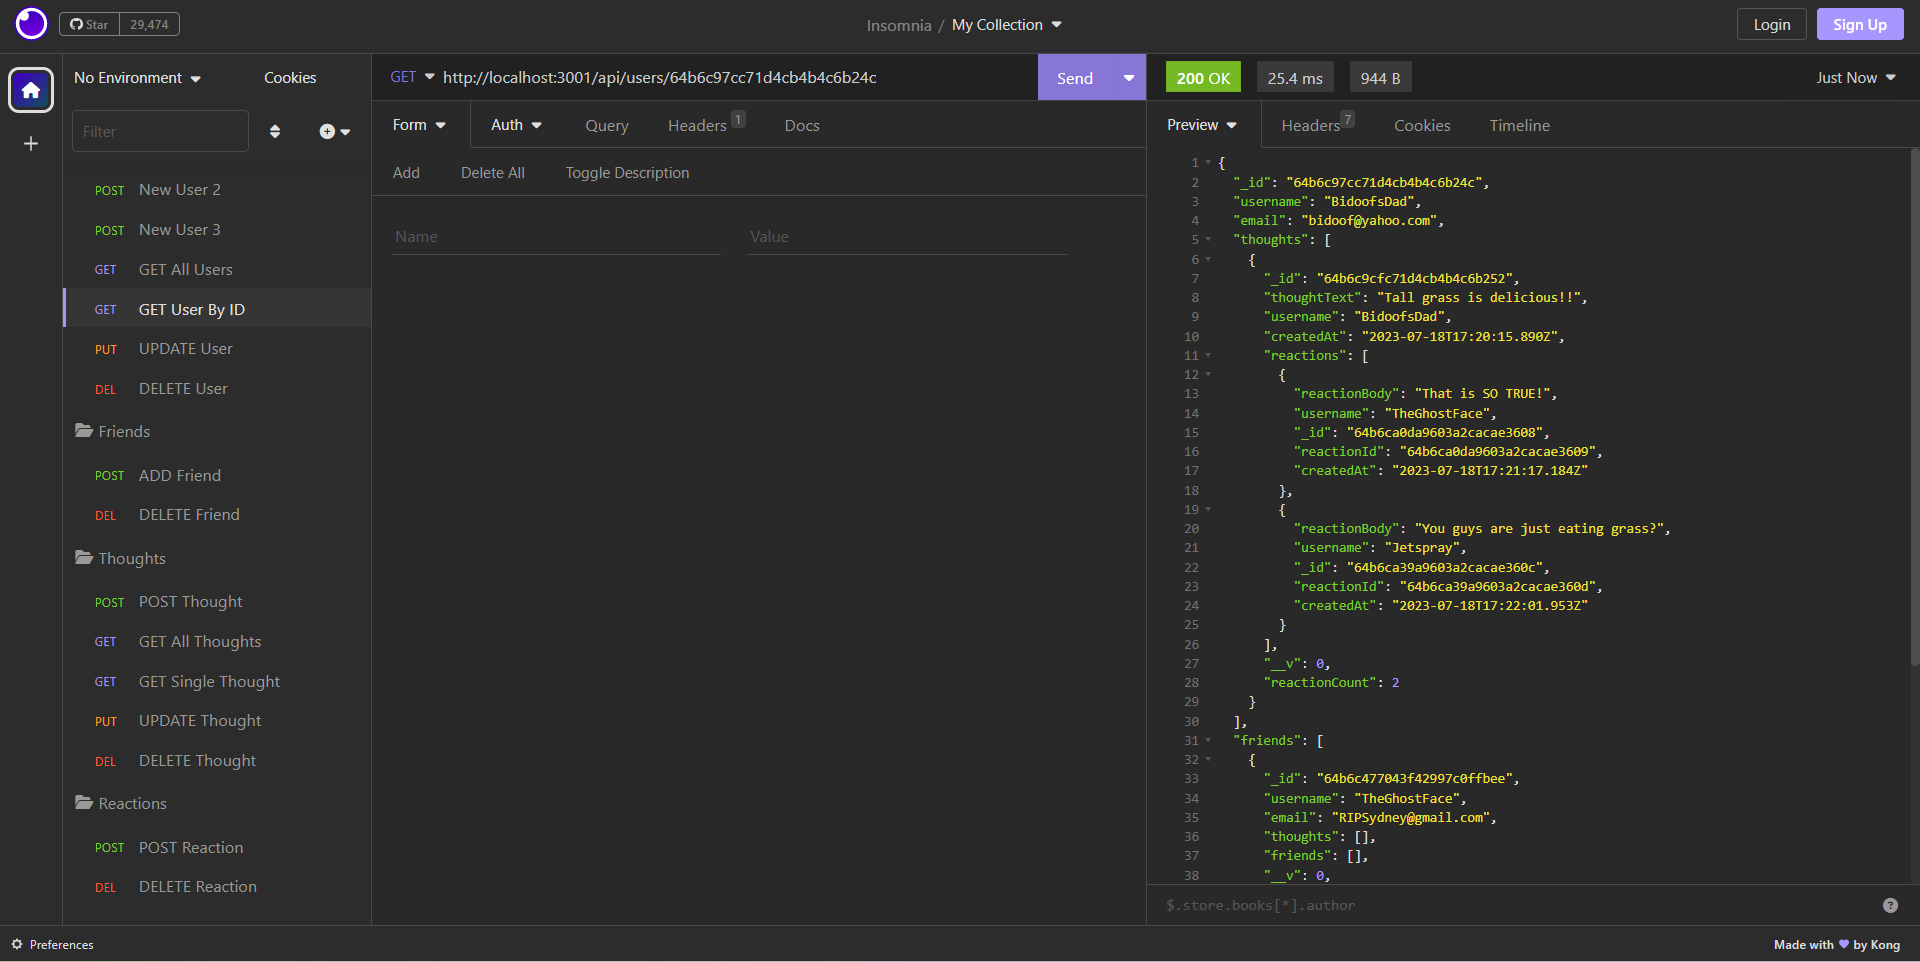 Star 29,474
Insomnia / My Collection
Login
Sign Up
No Environment
Cookies
Filter
POST New User 2
POST New User 3
GET GET All Users
GET GET User By ID
PUT UPDATE User
DEL DELETE User
Friends
POST ADD Friend
DEL DELETE Friend
Thoughts
POST POST Thought
GET GET All Thoughts
GET GET Single Thought
PUT UPDATE Thought
DEL DELETE Thought
Reactions
POST POST Reaction
DEL DELETE Reaction
GET http://localhost:3001/api/users/64b6c97cc71d4cb4b4c6b24c
Send
Form Auth Query Headers 1 Docs
Add Delete All Toggle Description
Name Value
200 OK 25.4 ms 944 B Just Now
Preview Headers 7 Cookies Timeline
1 {
2 "_id": "64b6c97cc71d4cb4b4c6b24c",
3 "username": "BidoofsDad",
4 "email": "bidoof@yahoo.com",
5 "thoughts": [
6 {
7 "_id": "64b6c9cfc71d4cb4b4c6b252",
8 "thoughtText": "Tall grass is delicious!!",
9 "username": "BidoofsDad",
10 "createdAt": "2023-07-18T17:20:15.890Z",
11 "reactions": [
12 {
13 "reactionBody": "That is SO TRUE!",
14 "username": "TheGhostFace",
15 "_id": "64b6ca0da9603a2cacae3608",
16 "reactionId": "64b6ca0da9603a2cacae3609",
17 "createdAt": "2023-07-18T17:21:17.184Z"
18 },
19 {
20 "reactionBody": "You guys are just eating grass?",
21 "username": "Jetspray",
22 "_id": "64b6ca39a9603a2cacae360c",
23 "reactionId": "64b6ca39a9603a2cacae360d",
24 "createdAt": "2023-07-18T17:22:01.953Z"
25 }
26 ],
27 "__v": 0,
28 "reactionCount": 2
29 }
30 ],
31 "friends": [
32 {
33 "_id": "64b6c477043f42997c0ffbee",
34 "username": "TheGhostFace",
35 "email": "RIPSydney@gmail.com",
36 "thoughts": [],
37 "friends": [],
38 "__v": 0,
$.store.books[*].author
?
Preferences
Made with by Kong